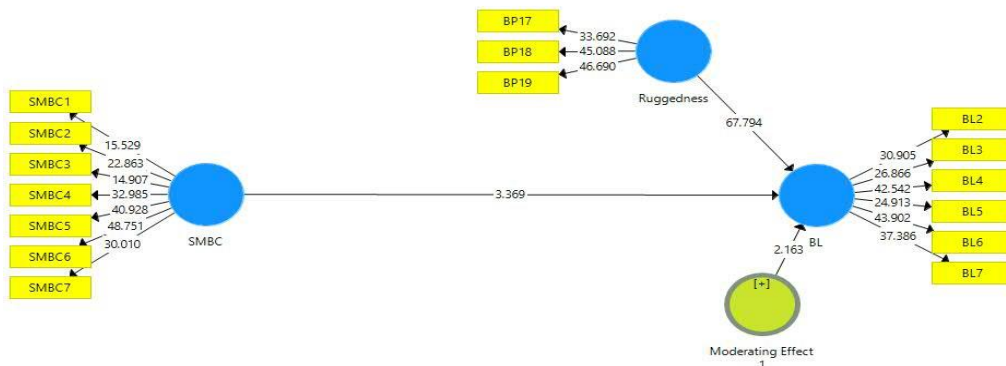 BP17
BP18
BP19
33.692
45.088
46.690
Ruggedness
67.794
SMBC1
SMBC2
SMBC3
SMBC4
SMBC5
SMBC6
SMBC7
15.529
22.863
14.907
32.985
40.928
48.751
30.010
SMBC
3.369
BL
30.905
26.866
42.542
24.913
43.902
37.386
BL2
BL3
BL4
BL5
BL6
BL7
2.163
[+]
Moderating Effect
1